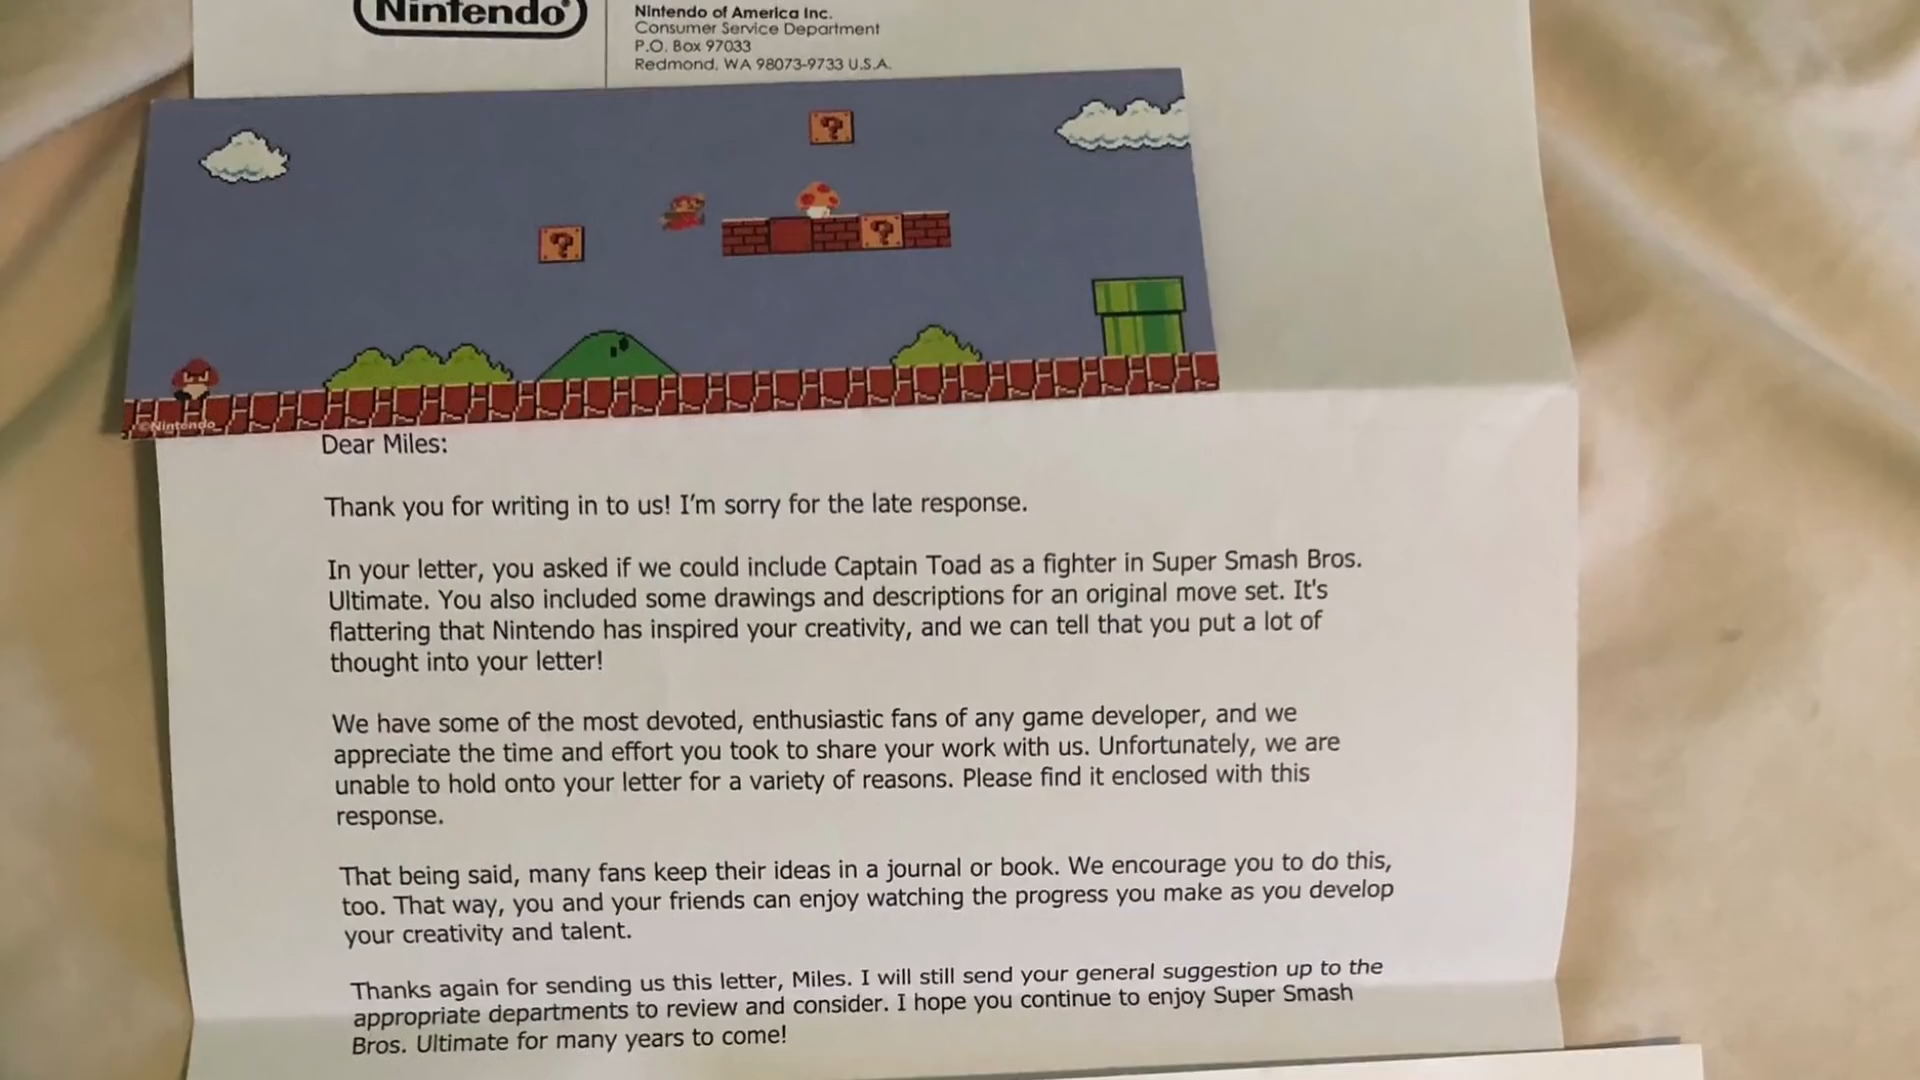 Nintendo®
Nintendo of America Inc.
Consumer Service Department
P.O. Box 97033
Redmond, WA 98073-9733 U.S.A.
?
?
?
©Nintendo
Dear Miles:
Thank you for writing in to us! I'm sorry for the late response.
In your letter, you asked if we could include Captain Toad as a fighter in Super Smash Bros.
Ultimate. You also included some drawings and descriptions for an original move set. It's
flattering that Nintendo has inspired your creativity, and we can tell that you put a lot of
thought into your letter!
We have some of the most devoted, enthusiastic fans of any game developer, and we
appreciate the time and effort you took to share your work with us. Unfortunately, we are
unable to hold onto your letter for a variety of reasons. Please find it enclosed with this
response.
That being said, many fans keep their ideas in a journal or book. We encourage you to do this,
too. That way, you and your friends can enjoy watching the progress you make as you develop
your creativity and talent.
Thanks again for sending us this letter, Miles. I will still send your general suggestion up to the
appropriate departments to review and consider. I hope you continue to enjoy Super Smash
Bros. Ultimate for many years to come!